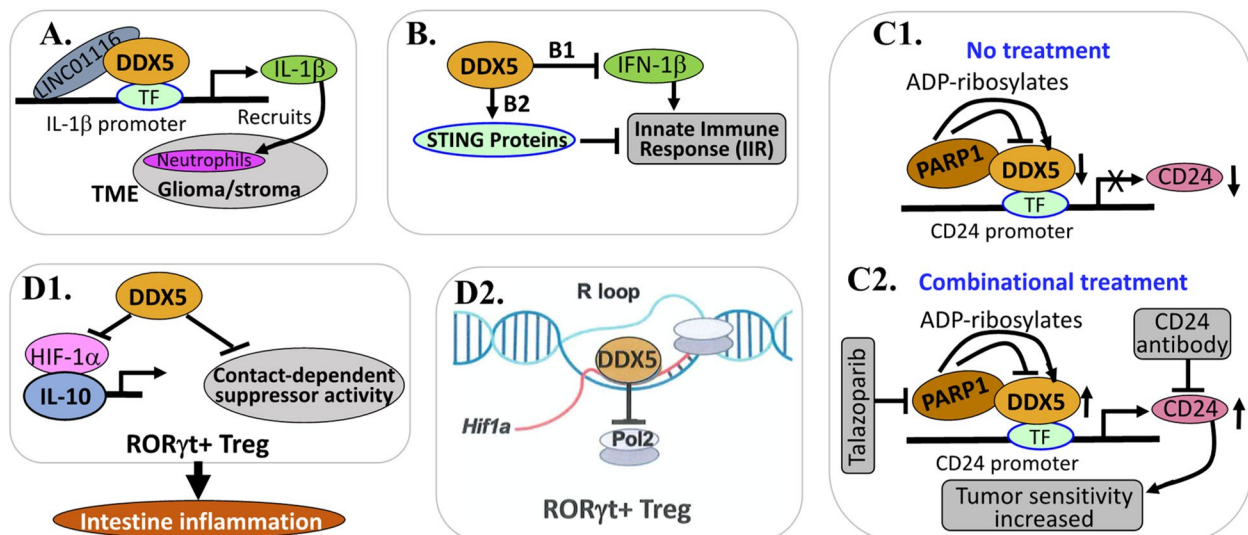 A.
LINC01116
DDX5
TF
IL-1β
IL-1β promoter
Recruits
Neutrophils
Glioma/stroma
TME
B.
DDX5
B1
IFN-1β
B2
STING Proteins
Innate Immune
Response (IIR)
C1.
No treatment
ADP-ribosylates
PARP1
DDX5
TF
CD24
CD24 promoter
C2.
Combinational treatment
ADP-ribosylates
CD24
antibody
Talazoparib
PARP1
DDX5
TF
CD24
CD24 promoter
Tumor sensitivity
increased
D1.
DDX5
HIF-1α
IL-10
Contact-dependent
suppressor activity
RORγt+ Treg
Intestine inflammation
D2.
R loop
DDX5
Hif1a
Pol2
RORγt+ Treg